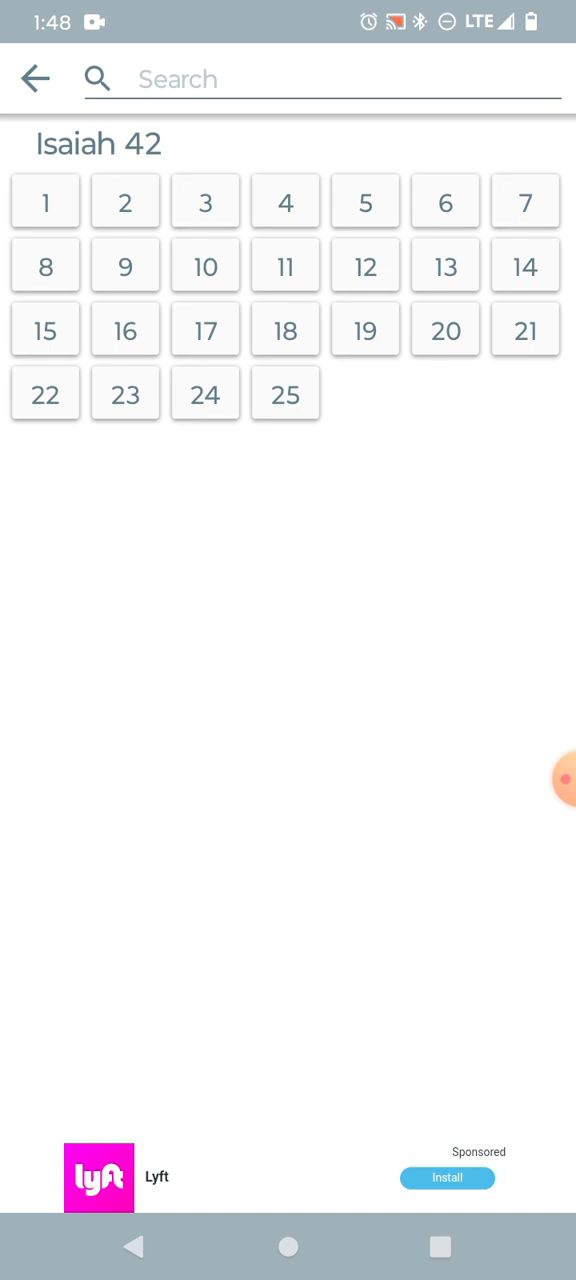 1:48 LTE
Search
Isaiah 42
1 2 3 4 5 6 7
8 9 10 11 12 13 14
15 16 17 18 19 20 21
22 23 24 25
Sponsored
lyft Lyft Install